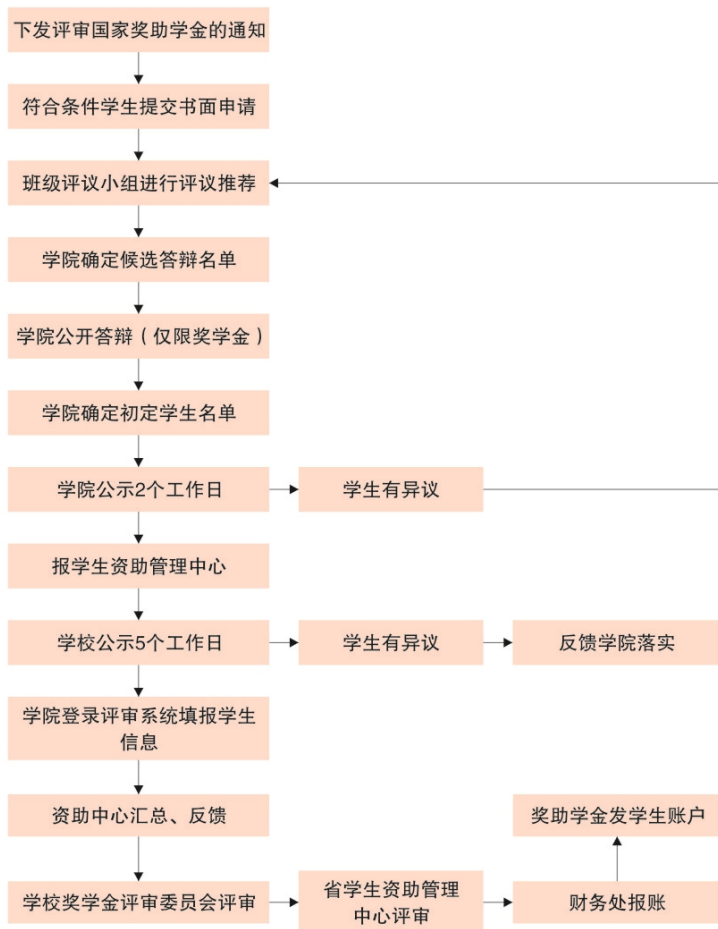 下发评审国家奖助学金的通知
符合条件学生提交书面申请
班级评议小组进行评议推荐
学院确定候选答辩名单
学院公开答辩（仅限奖学金）
学院确定初定学生名单
学院公示2个工作日
学生有异议
报学生资助管理中心
学校公示5个工作日
学生有异议
反馈学院落实
学院登录评审系统填报学生
信息
资助中心汇总、反馈
奖助学金发学生账户
学校奖学金评审委员会评审
省学生资助管理
中心评审
财务处报账